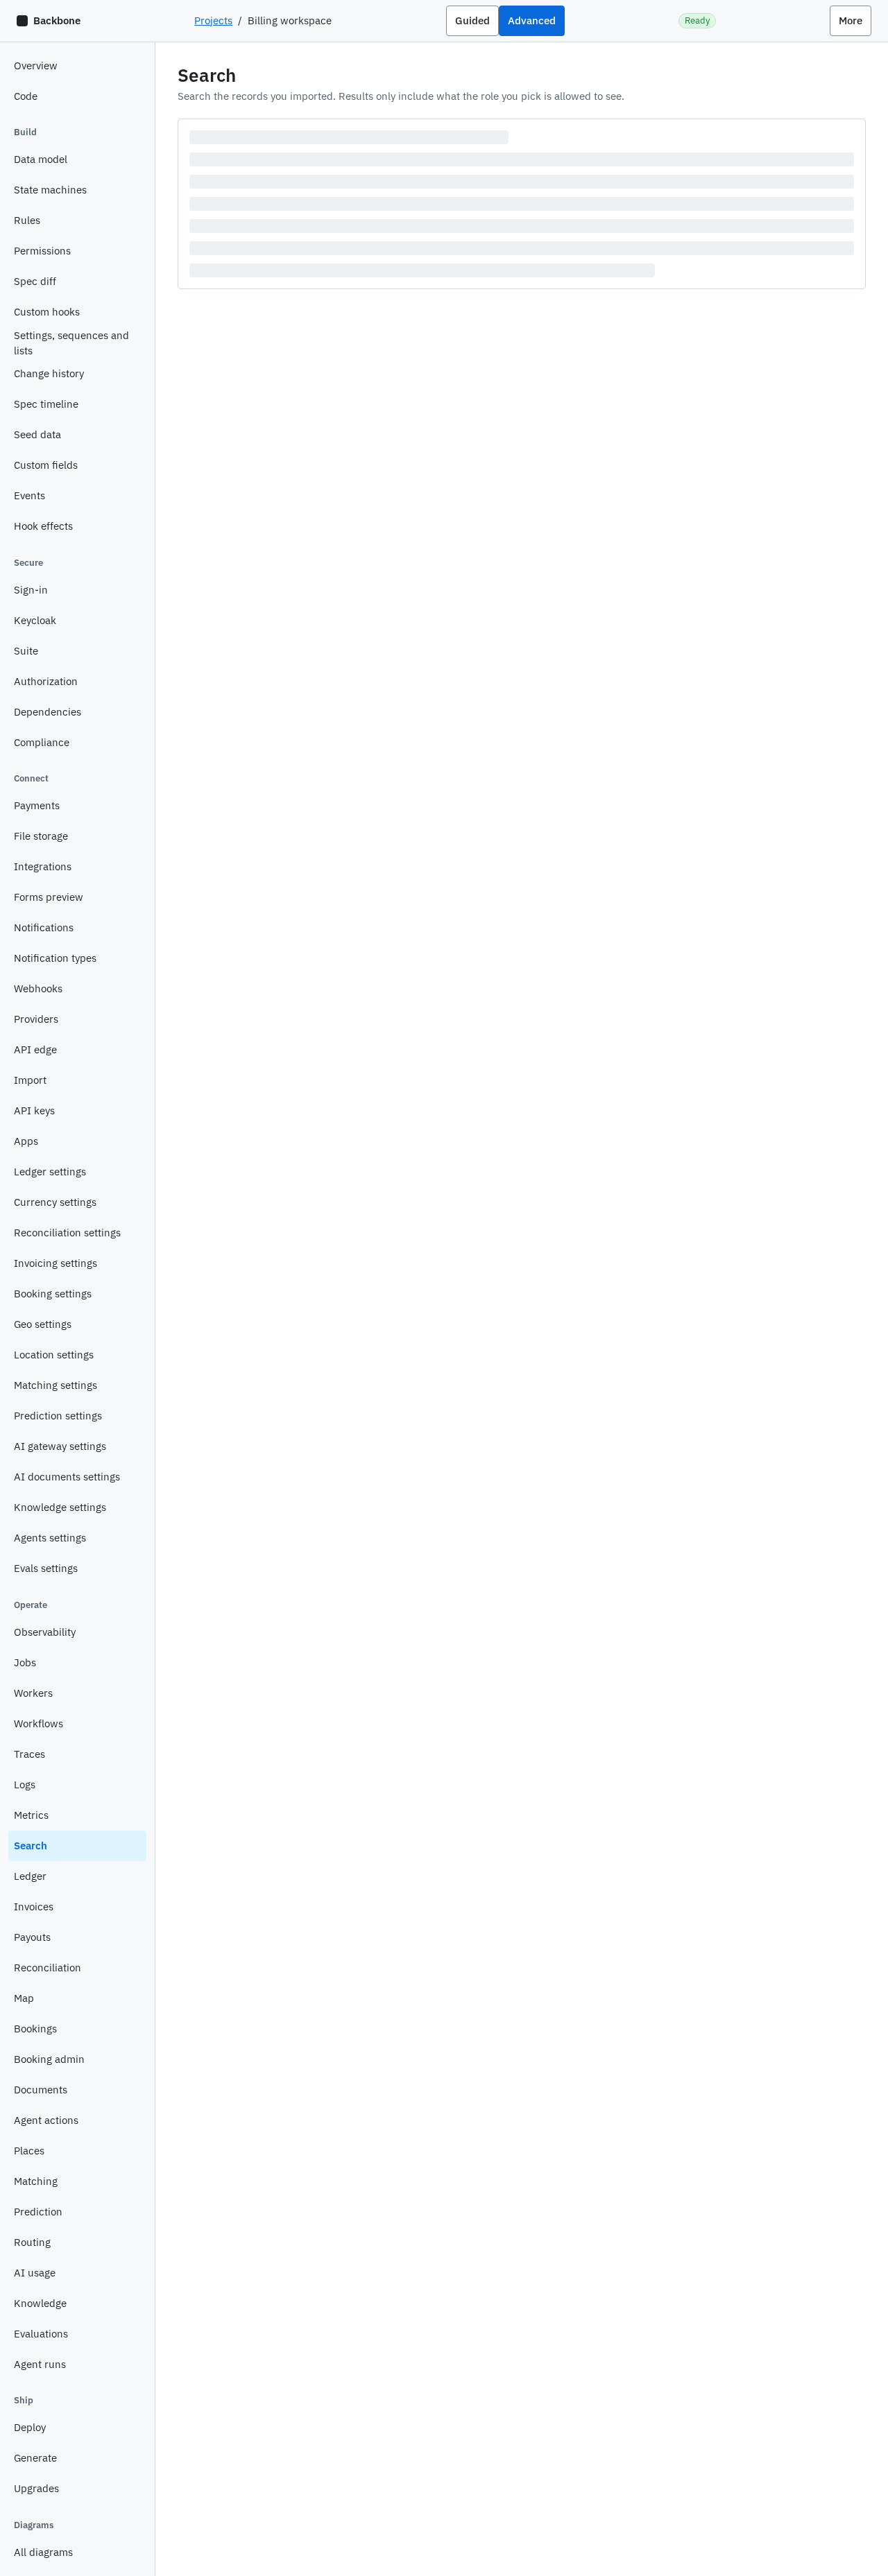 Backbone
Projects / Billing workspace
Guided
Advanced
Ready
More
Overview
Code
Build
Data model
State machines
Rules
Permissions
Spec diff
Custom hooks
Settings, sequences and
lists
Change history
Spec timeline
Seed data
Custom fields
Events
Hook effects
Secure
Sign-in
Keycloak
Suite
Authorization
Dependencies
Compliance
Connect
Payments
File storage
Integrations
Forms preview
Notifications
Notification types
Webhooks
Providers
API edge
Import
API keys
Apps
Ledger settings
Currency settings
Reconciliation settings
Invoicing settings
Booking settings
Geo settings
Location settings
Matching settings
Prediction settings
AI gateway settings
AI documents settings
Knowledge settings
Agents settings
Evals settings
Operate
Observability
Jobs
Workers
Workflows
Traces
Logs
Metrics
Search
Ledger
Invoices
Payouts
Reconciliation
Map
Bookings
Booking admin
Documents
Agent actions
Places
Matching
Prediction
Routing
AI usage
Knowledge
Evaluations
Agent runs
Ship
Deploy
Generate
Upgrades
Diagrams
All diagrams
Search
Search the records you imported. Results only include what the role you pick is allowed to see.